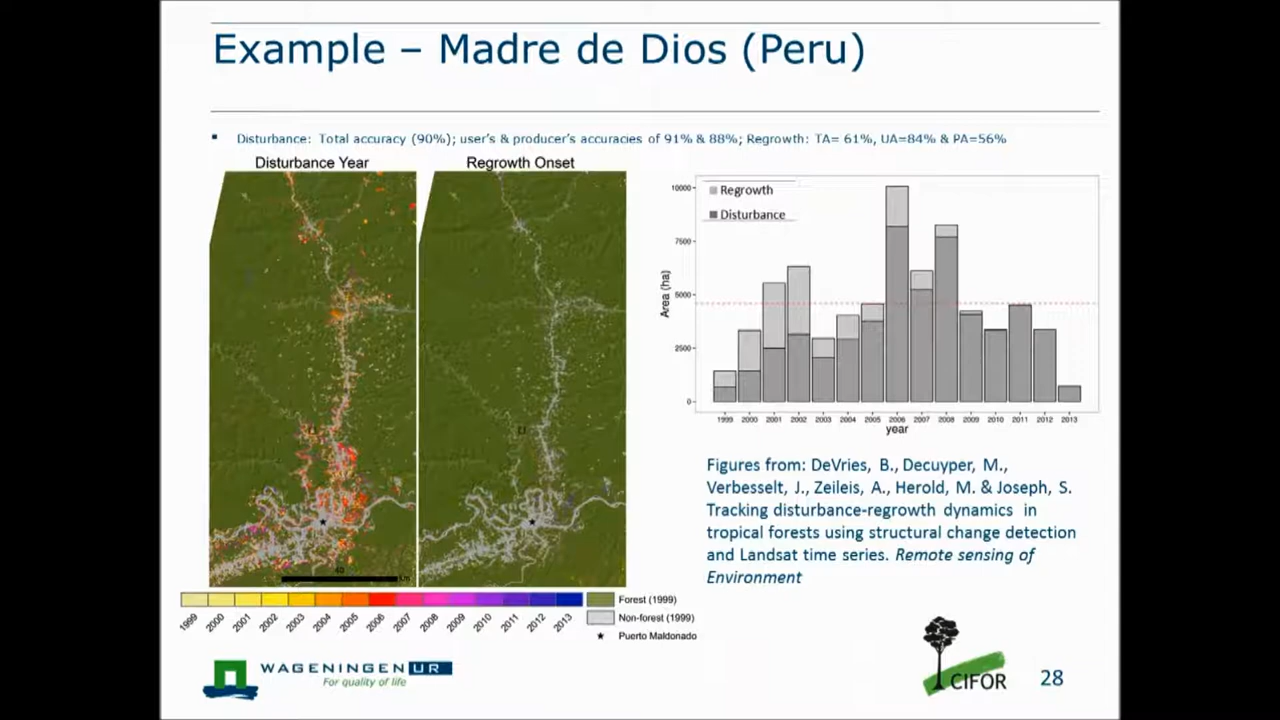 Example – Madre de Dios (Peru)
Disturbance: Total accuracy (90%); user's & producer's accuracies of 91% & 88%; Regrowth: TA= 61%, UA=84% & PA=56%
Disturbance Year
Regrowth Onset
40
Km
1999 2000 2001 2002 2003 2004 2005 2006 2007 2008 2009 2010 2011 2012 2013
Forest (1999)
Non-forest (1999)
Puerto Maldonado
Regrowth
Disturbance
Area (ha)
10000
7500
5000
2500
0
1999 2000 2001 2002 2003 2004 2005 2006 2007 2008 2009 2010 2011 2012 2013
year
Figures from: DeVries, B., Decuyper, M.,
Verbesselt, J., Zeileis, A., Herold, M. & Joseph, S.
Tracking disturbance-regrowth dynamics in
tropical forests using structural change detection
and Landsat time series. Remote sensing of
Environment
WAGENINGEN UR
For quality of life
CIFOR
28